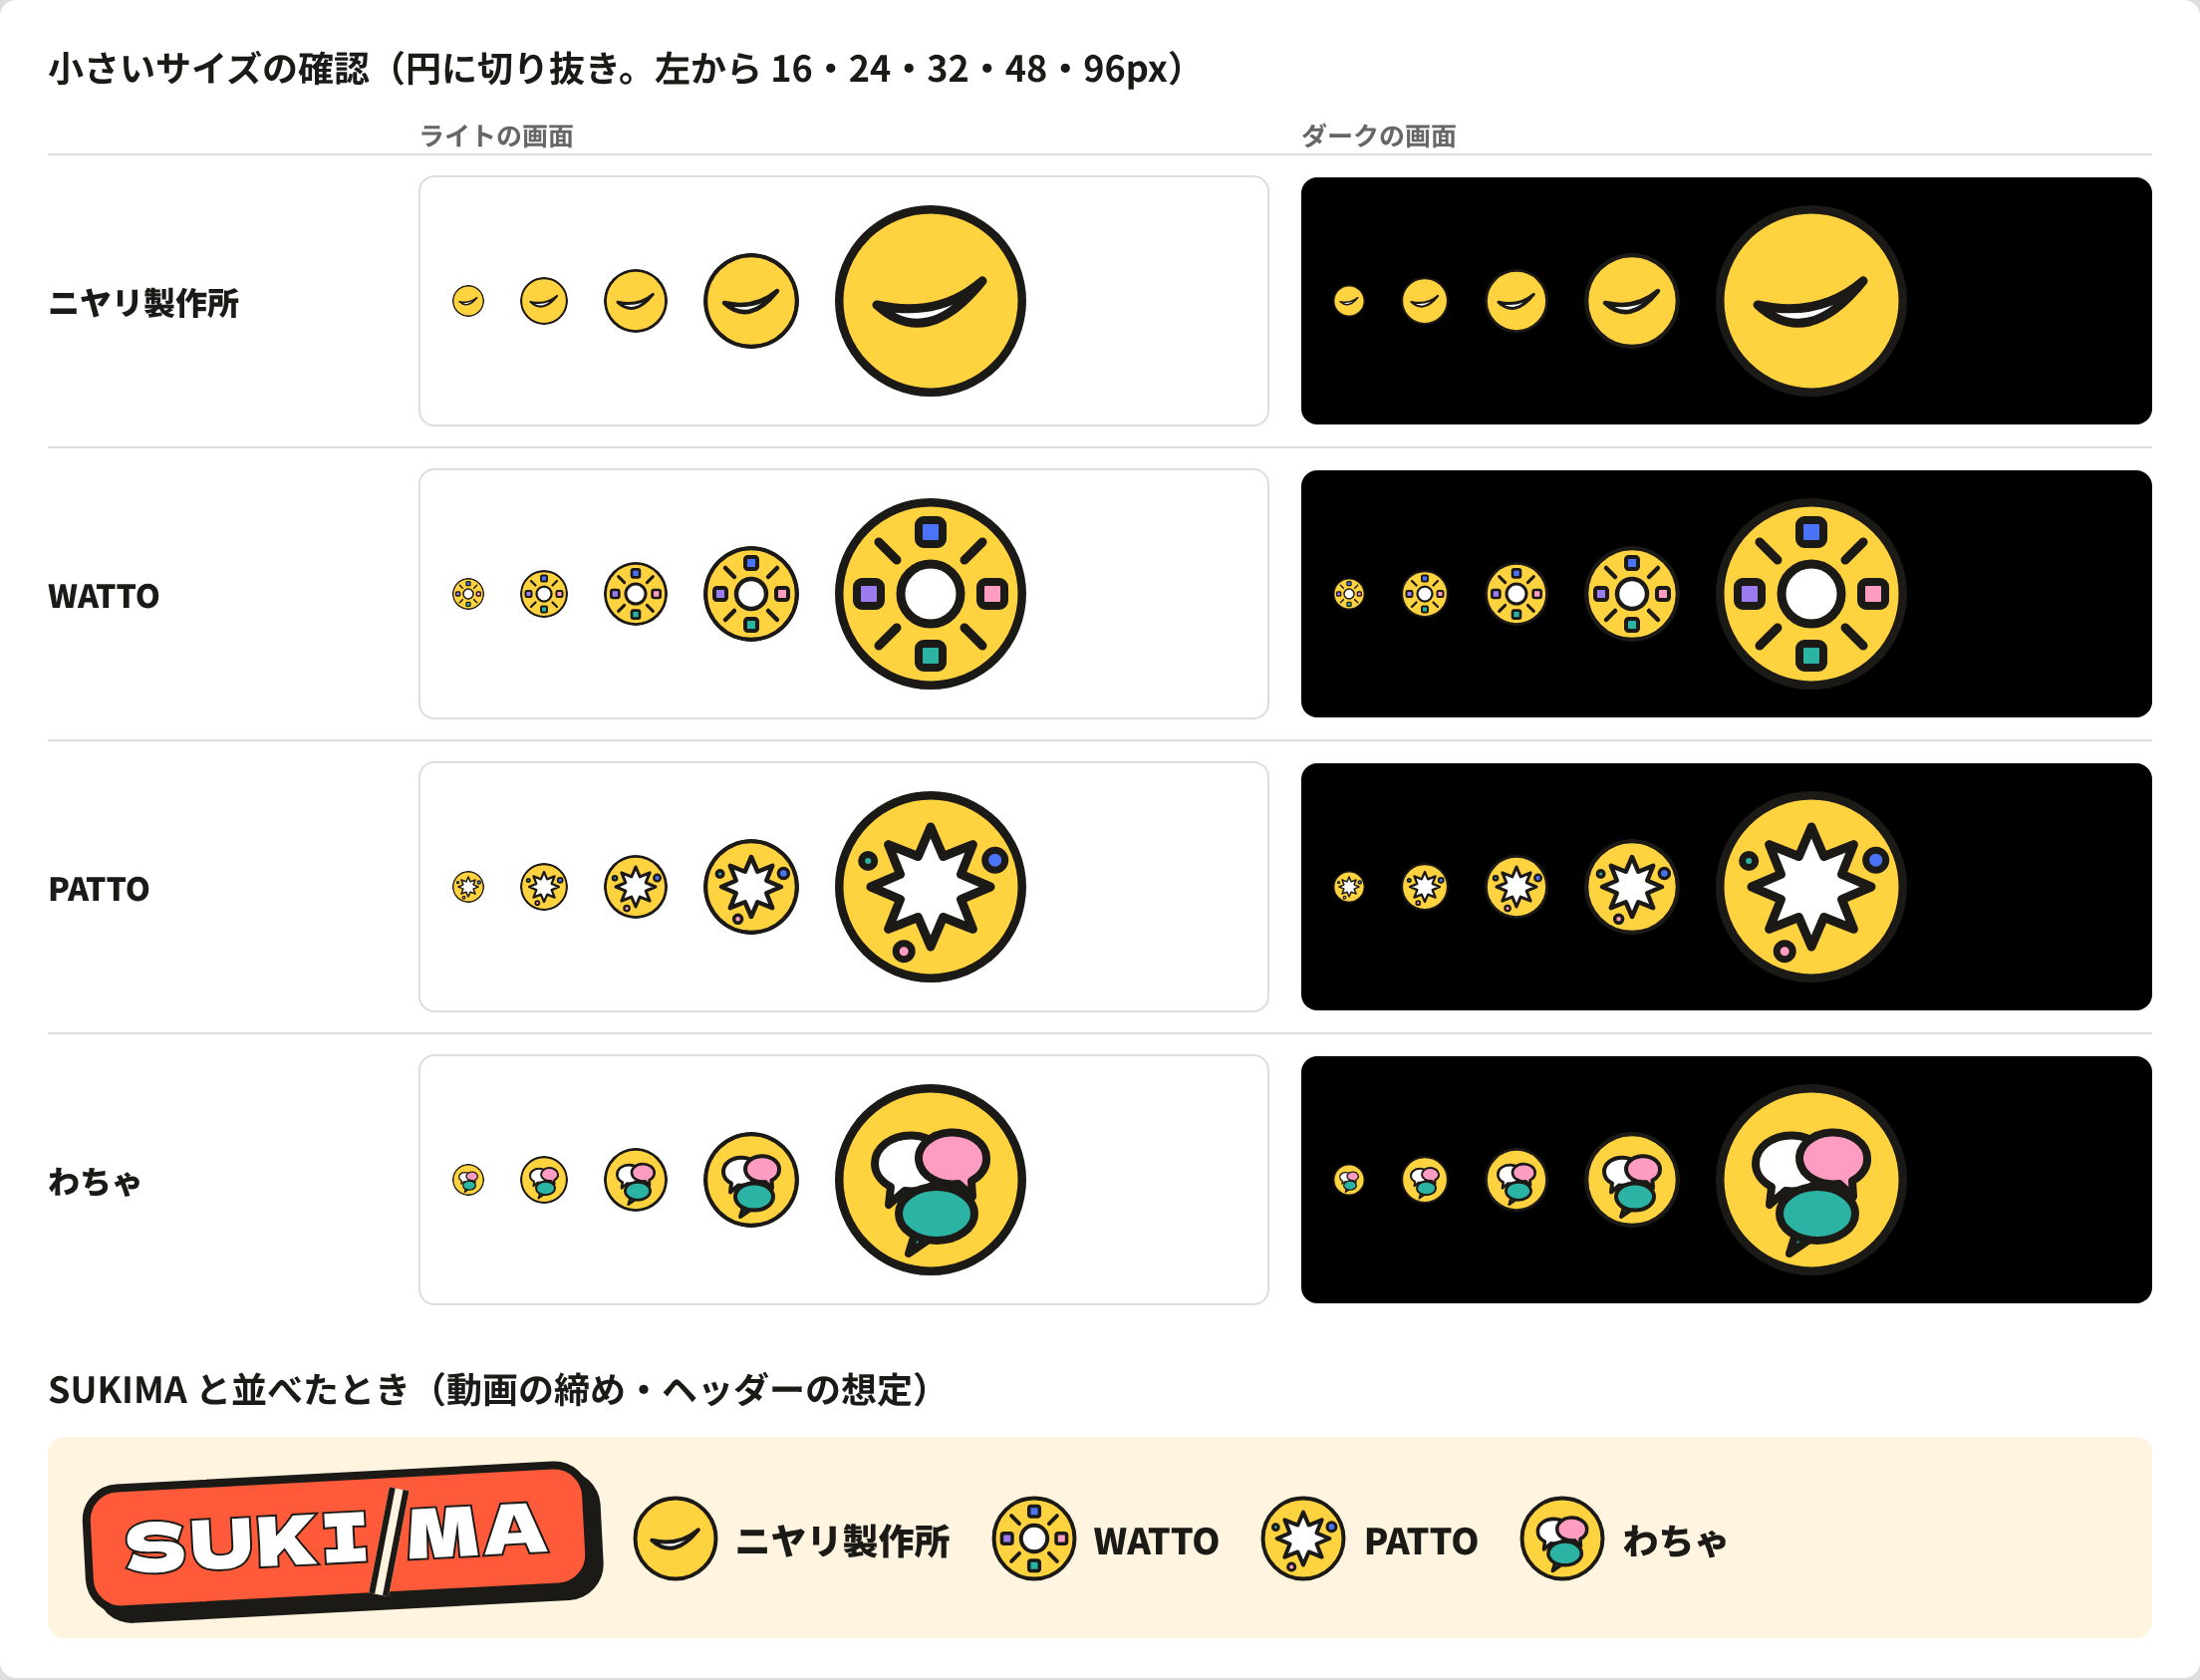 小さいサイズの確認（円に切り抜き。左から 16・24・32・48・96px）
ライトの画面
ダークの画面
ニヤリ製作所
WATTO
PATTO
わちゃ
SUKIMA と並べたとき（動画の締め・ヘッダーの想定）
SUKI/MA
ニヤリ製作所
WATTO
PATTO
わちゃ